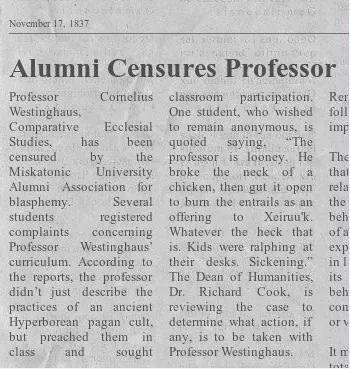 November 17, 1837
Alumni Censures Professor
Professor Cornelius
Westinghaus,
Comparative Ecclesial
Studies, has been
censured by the
Miskatonic University
Alumni Association for
blasphemy. Several
students registered
complaints concerning
Professor Westinghaus'
curriculum. According to
the reports, the professor
didn't just describe the
practices of an ancient
Hyperborean pagan cult,
but preached them in
class and sought
classroom participation.
One student, who wished
to remain anonymous, is
quoted saying, "The
professor is looney. He
broke the neck of a
chicken, then gut it open
to burn the entrails as an
offering to Xeiruu'k.
Whatever the heck that
is. Kids were ralphing at
their desks. Sickening."
The Dean of Humanities,
Dr. Richard Cook, is
reviewing the case to
determine what action, if
any, is to be taken with
Professor Westinghaus.